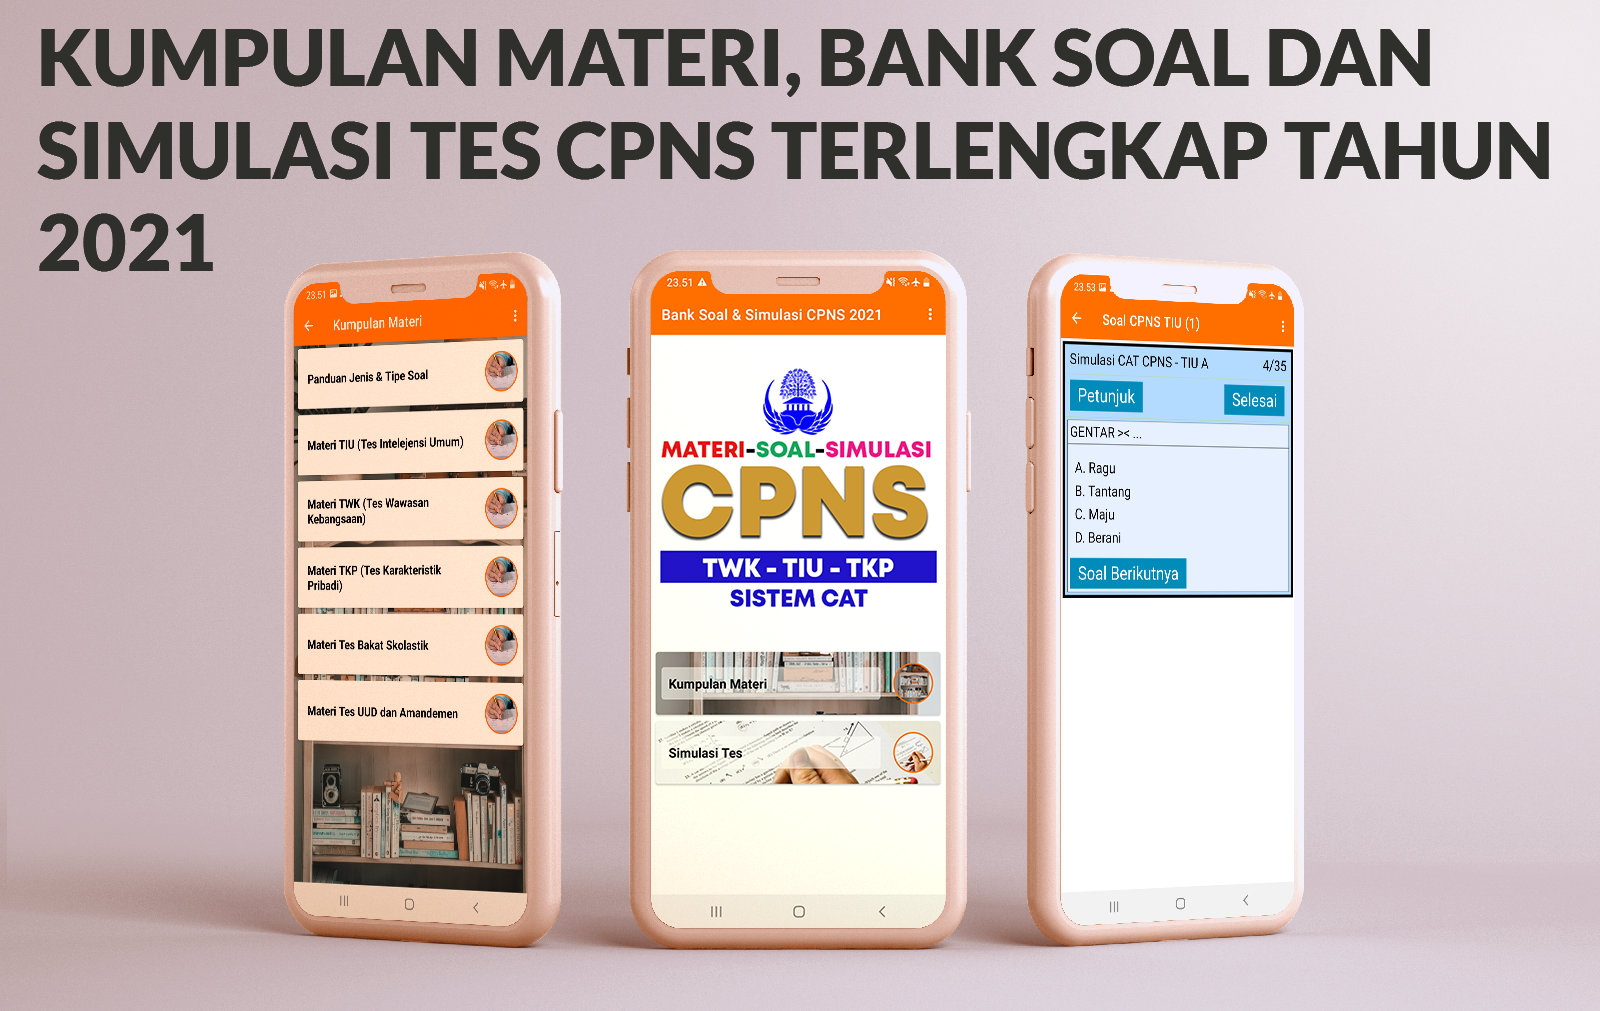 KUMPULAN MATERI, BANK SOAL DAN
SIMULASI TES CPNS TERLENGKAP TAHUN
2021
23.51
Kumpulan Materi
Panduan Jenis & Tipe Soal
Materi TIU (Tes Intelejensi Umum)
Materi TWK (Tes Wawasan
Kebangsaan)
Materi TKP (Tes Karakteristik
Pribadi)
Materi Tes Bakat Skolastik
Materi Tes UUD dan Amandemen
23.51
Bank Soal & Simulasi CPNS 2021
MATERI-SOAL-SIMULASI
CPNS
TWK - TIU - TKP
SISTEM CAT
Kumpulan Materi
Simulasi Tes
23.53
Soal CPNS TIU (1)
Simulasi CAT CPNS - TIU A 4/35
Petunjuk Selesai
GENTAR >< ...
A. Ragu
B. Tantang
C. Maju
D. Berani
Soal Berikutnya